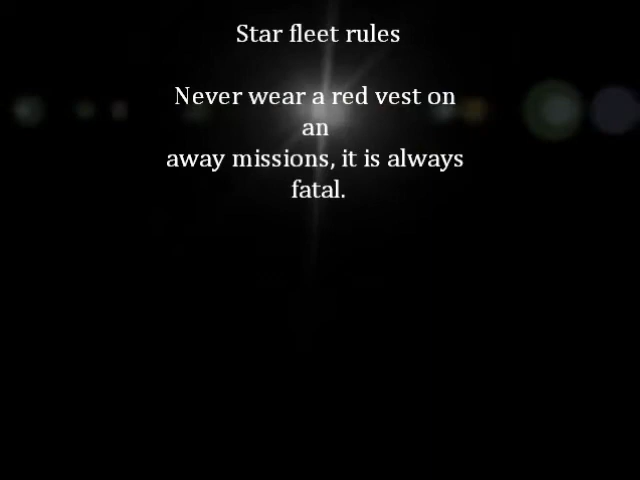 Star fleet rules
Never wear a red vest on
an
away missions, it is always
fatal.